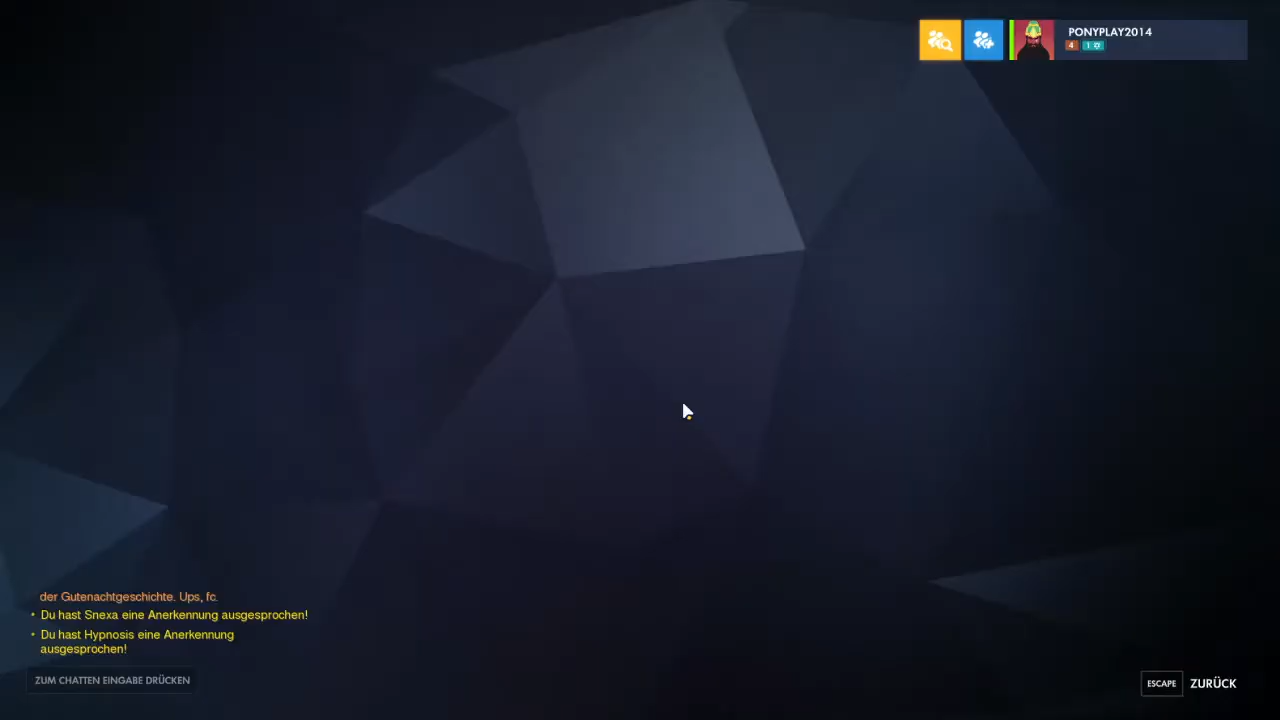 PONYPLAY2014
4 1
der Gutenachtgeschichte. Ups, fc.
• Du hast Snexa eine Anerkennung ausgesprochen!
• Du hast Hypnosis eine Anerkennung
ausgesprochen!
ZUM CHATTEN EINGABE DRÜCKEN
ESCAPE ZURÜCK